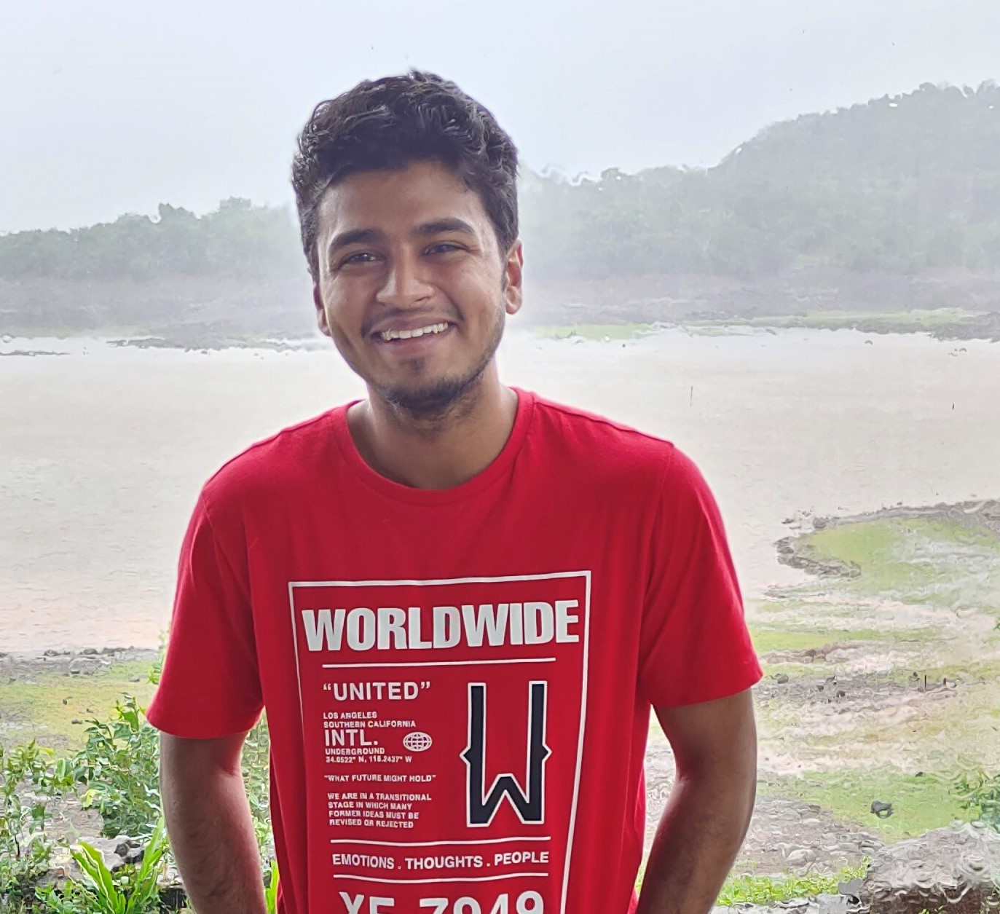 WORLDWIDE
“UNITED”
LOS ANGELES
SOUTHERN CALIFORNIA
INTL.
UNDERGROUND
34.0522° N, 118.2437° W
"WHAT FUTURE MIGHT HOLD"
WE ARE IN A TRANSITIONAL
STAGE IN WHICH MANY
FORMER IDEAS MUST BE
REVISED OR REJECTED
W
EMOTIONS . THOUGHTS . PEOPLE
7949